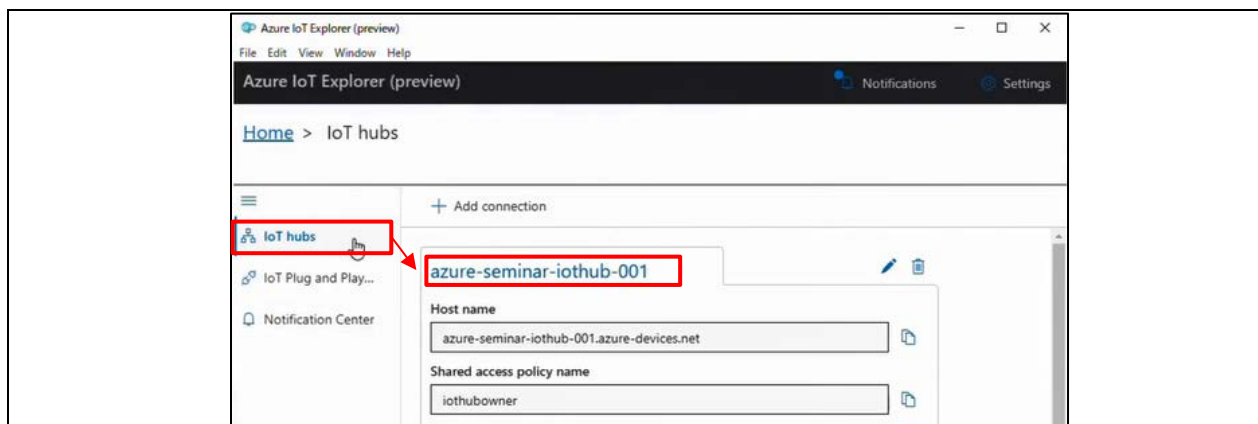 Azure IoT Explorer (preview)
File Edit View Window Help
Azure IoT Explorer (preview) Notifications Settings
Home > IoT hubs
+ Add connection
IoT hubs
azure-seminar-iothub-001
IoT Plug and Play...
Host name
Notification Center
azure-seminar-iothub-001.azure-devices.net
Shared access policy name
iothubowner